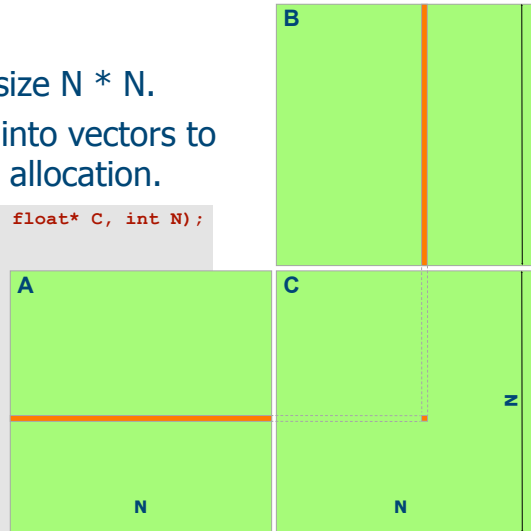 B
size N * N.
into vectors to
allocation.
float* C, int N);
A
C
N
N
N